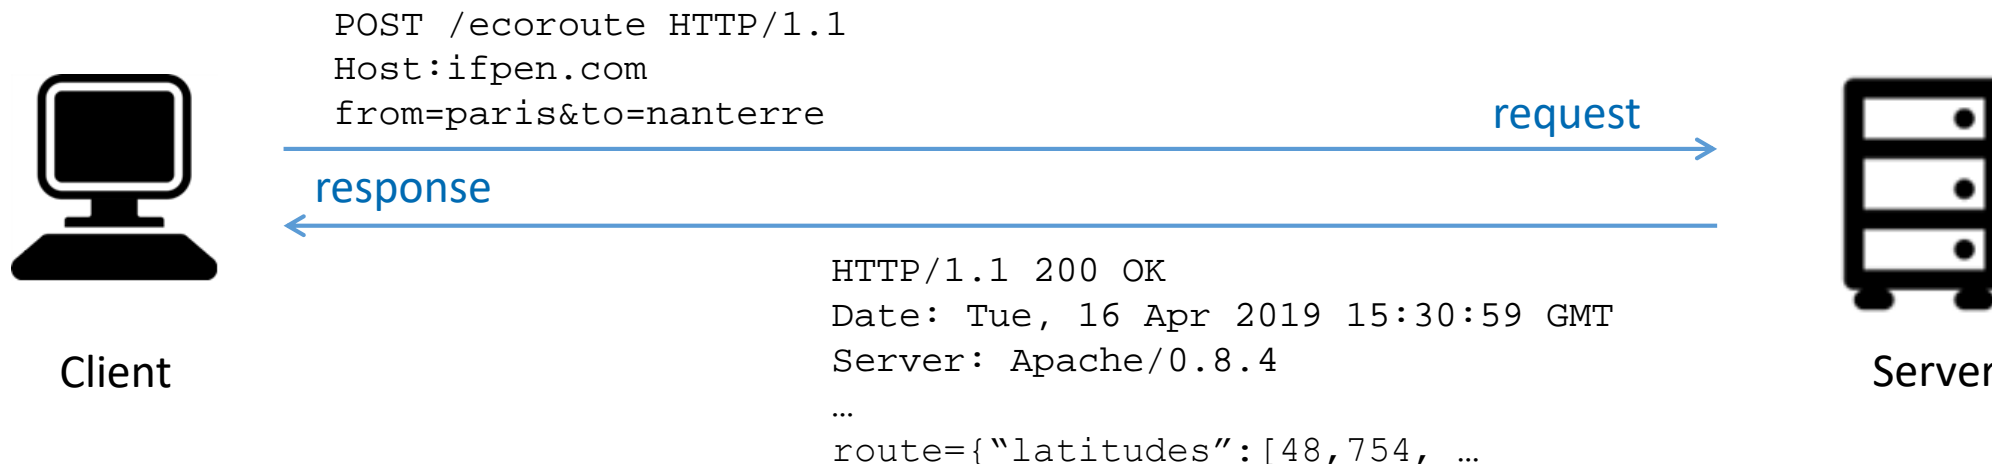 POST /ecoroute HTTP/1.1
Host:ifpen.com
from=paris&to=nanterre
request
response
HTTP/1.1 200 OK
Date: Tue, 16 Apr 2019 15:30:59 GMT
Server: Apache/0.8.4
…
route={“latitudes”:[48,754, …
Client
Server